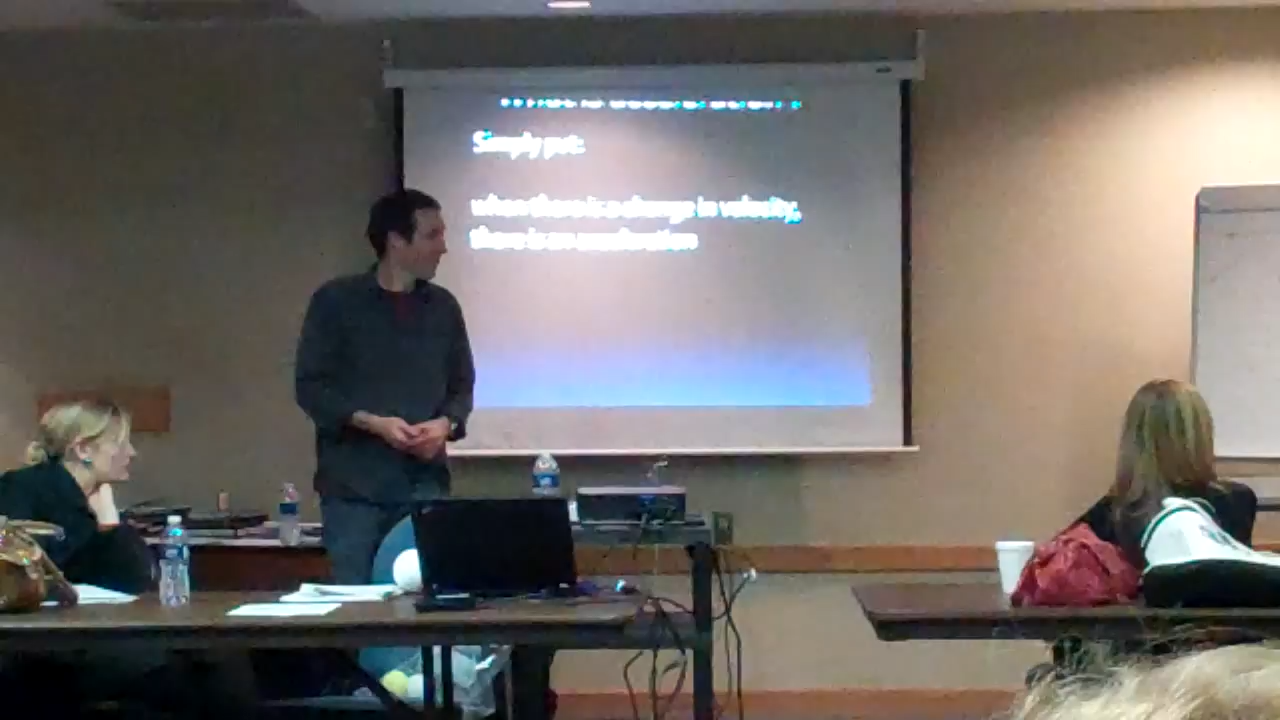 Simply put:
when there is a change in velocity,
there is an acceleration